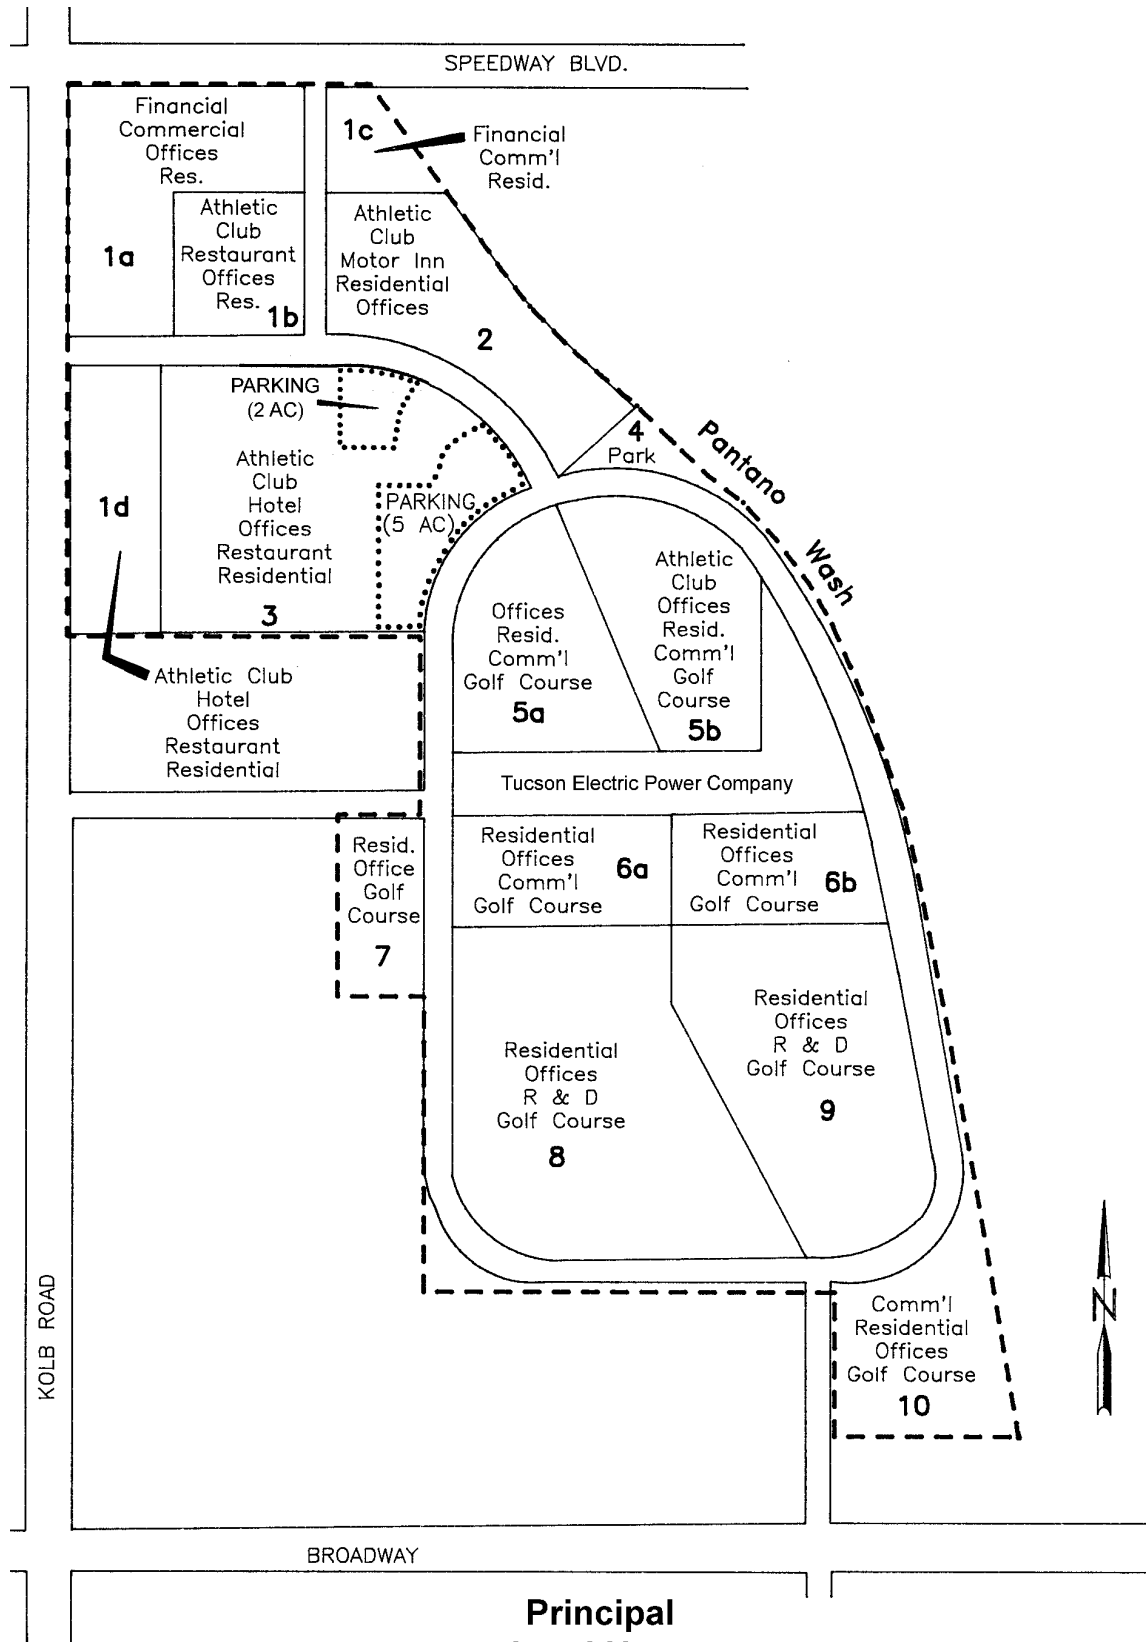 SPEEDWAY BLVD.
Financial
Commercial
Offices
Res.
1a
Athletic
Club
Restaurant
Offices
Res.
1b
1c
Financial
Comm'l
Resid.
Athletic
Club
Motor Inn
Residential
Offices
2
PARKING
(2 AC)
Athletic
Club
Hotel
Offices
Restaurant
Residential
3
PARKING
(5 AC)
1d
Athletic Club
Hotel
Offices
Restaurant
Residential
4
Park
Pantano
Wash
Offices
Resid.
Comm'l
Golf Course
5a
Athletic
Club
Offices
Resid.
Comm'l
Golf
Course
5b
Tucson Electric Power Company
Residential
Offices
Comm'l
Golf Course
6a
Residential
Offices
Comm'l
Golf Course
6b
Resid.
Office
Golf
Course
7
Residential
Offices
R & D
Golf Course
8
Residential
Offices
R & D
Golf Course
9
Comm'l
Residential
Offices
Golf Course
10
N
KOLB ROAD
BROADWAY
Principal